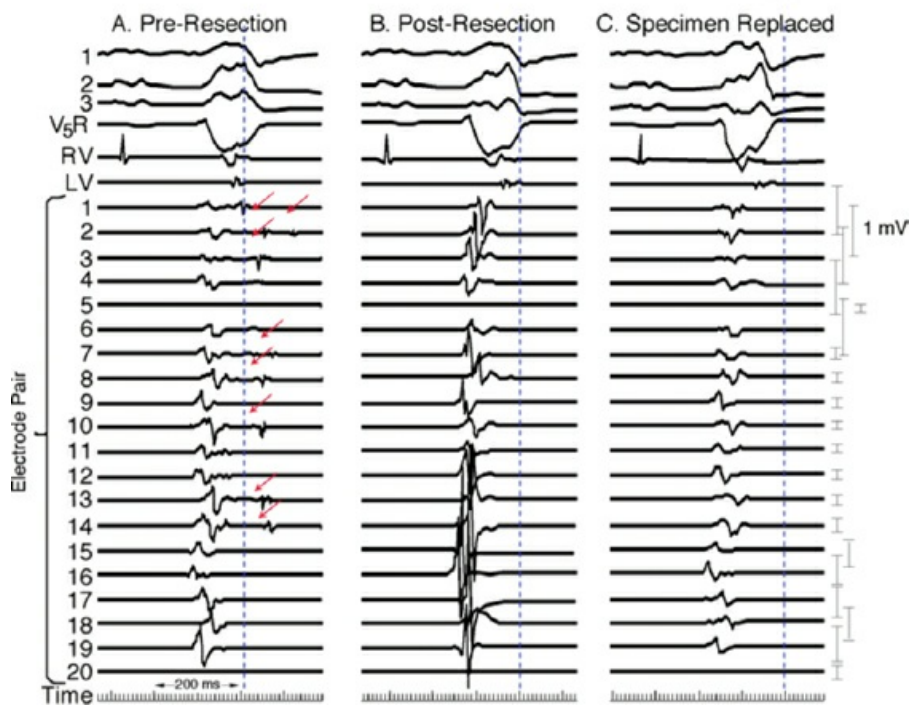 A. Pre-Resection B. Post-Resection C. Specimen Replaced
1
2
3
V5R
RV
LV
1
2
3
4
5
6
7
8
9
10
11
12
13
14
15
16
17
18
19
20
Electrode Pair
1 mV
200 ms
Time